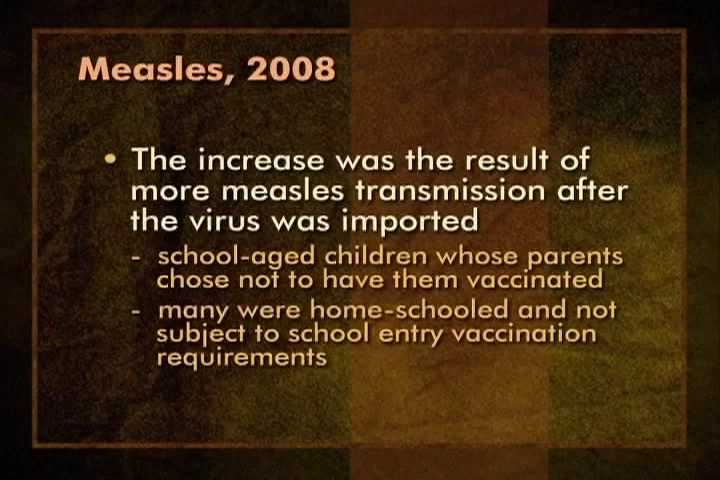 Measles, 2008
• The increase was the result of
more measles transmission after
the virus was imported
- school-aged children whose parents
chose not to have them vaccinated
- many were home-schooled and not
subject to school entry vaccination
requirements